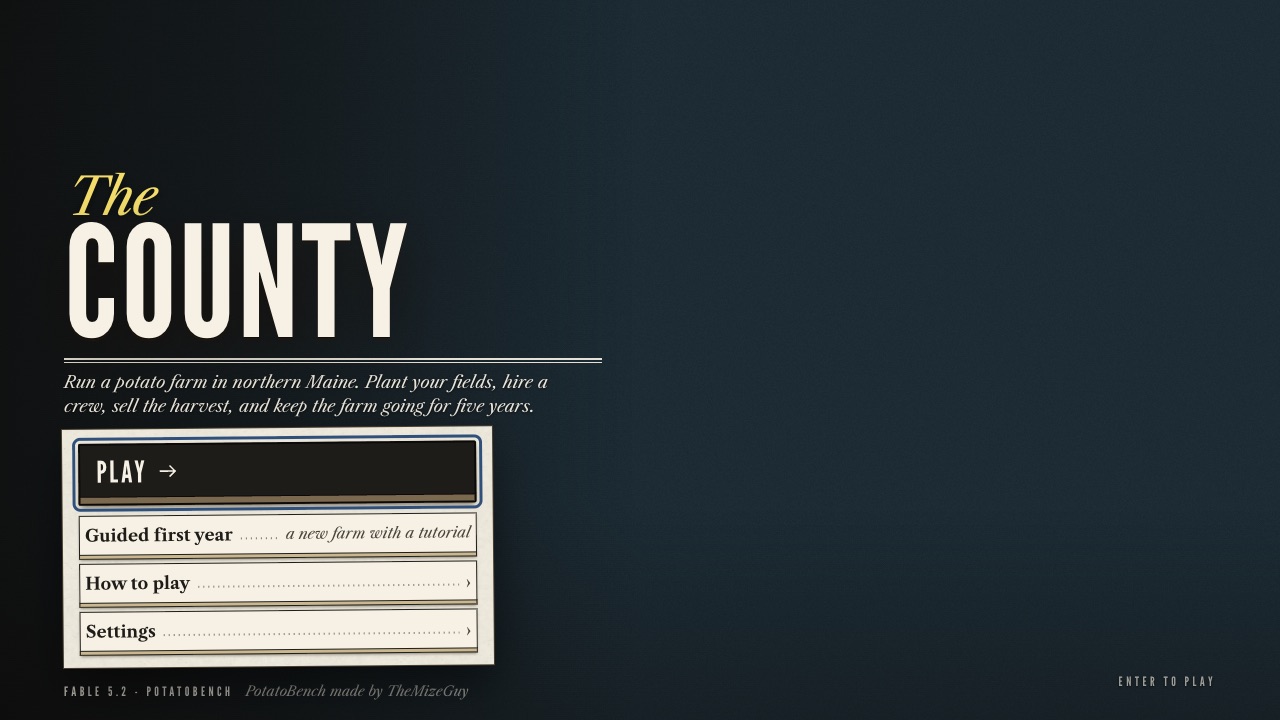 The
COUNTY
Run a potato farm in northern Maine. Plant your fields, hire a
crew, sell the harvest, and keep the farm going for five years.
PLAY →
Guided first year ........ a new farm with a tutorial
How to play ›
Settings ›
FABLE 5.2 · POTATOBENCH PotatoBench made by TheMizeGuy
ENTER TO PLAY